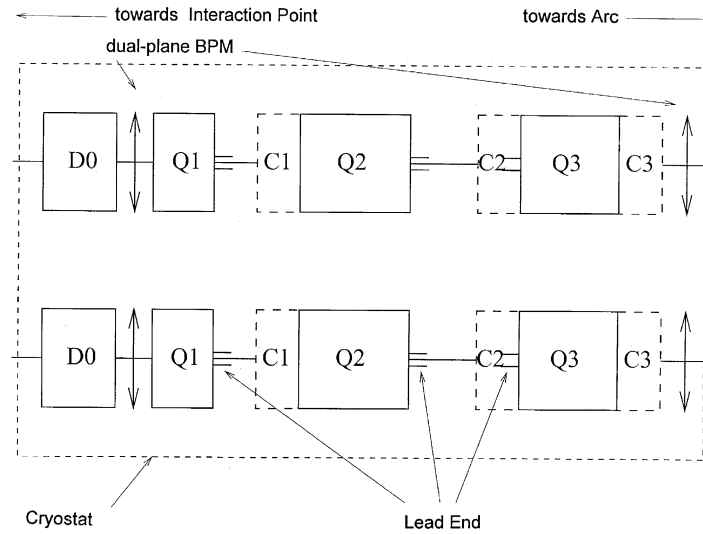 towards Interaction Point
towards Arc
dual-plane BPM
D0 Q1 C1 Q2 C2 Q3 C3
D0 Q1 C1 Q2 C2 Q3 C3
Cryostat
Lead End